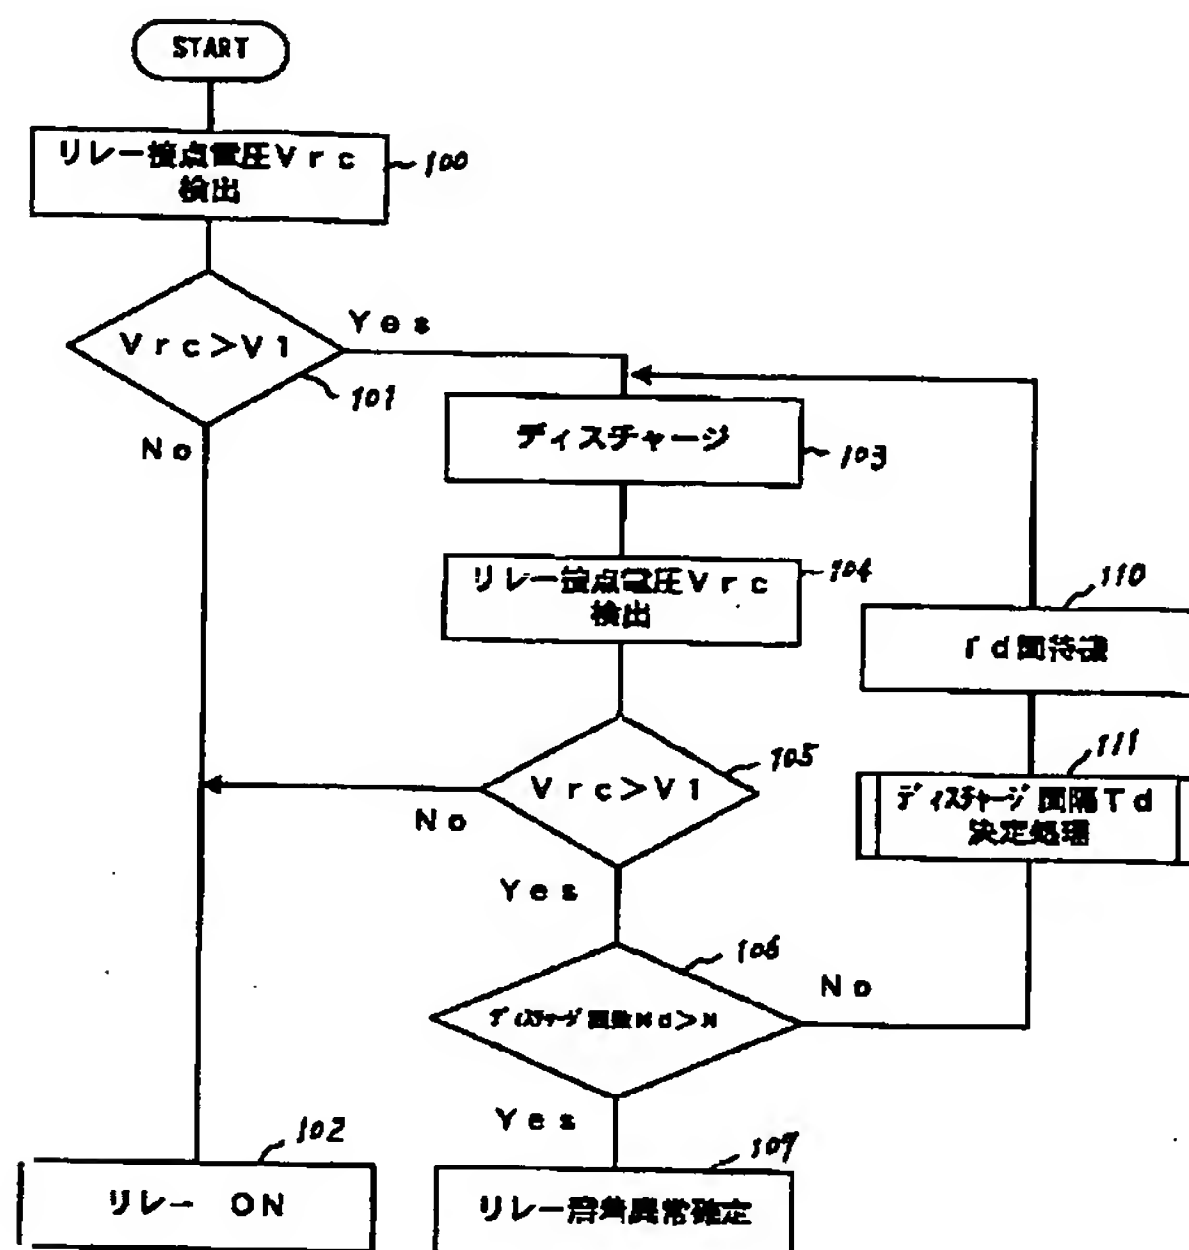 START
リレー接点電圧Vrc
検出
100
Vrc>V1
Yes
101
No
ディスチャージ
103
リレー接点電圧Vrc
検出
104
110
Td間待機
111
ディスチャージ間隔Td
決定処理
Vrc>V1
105
No
Yes
106
ディスチャージ回数Nd>N
No
Yes
102
リレー ON
107
リレー溶着異常確定